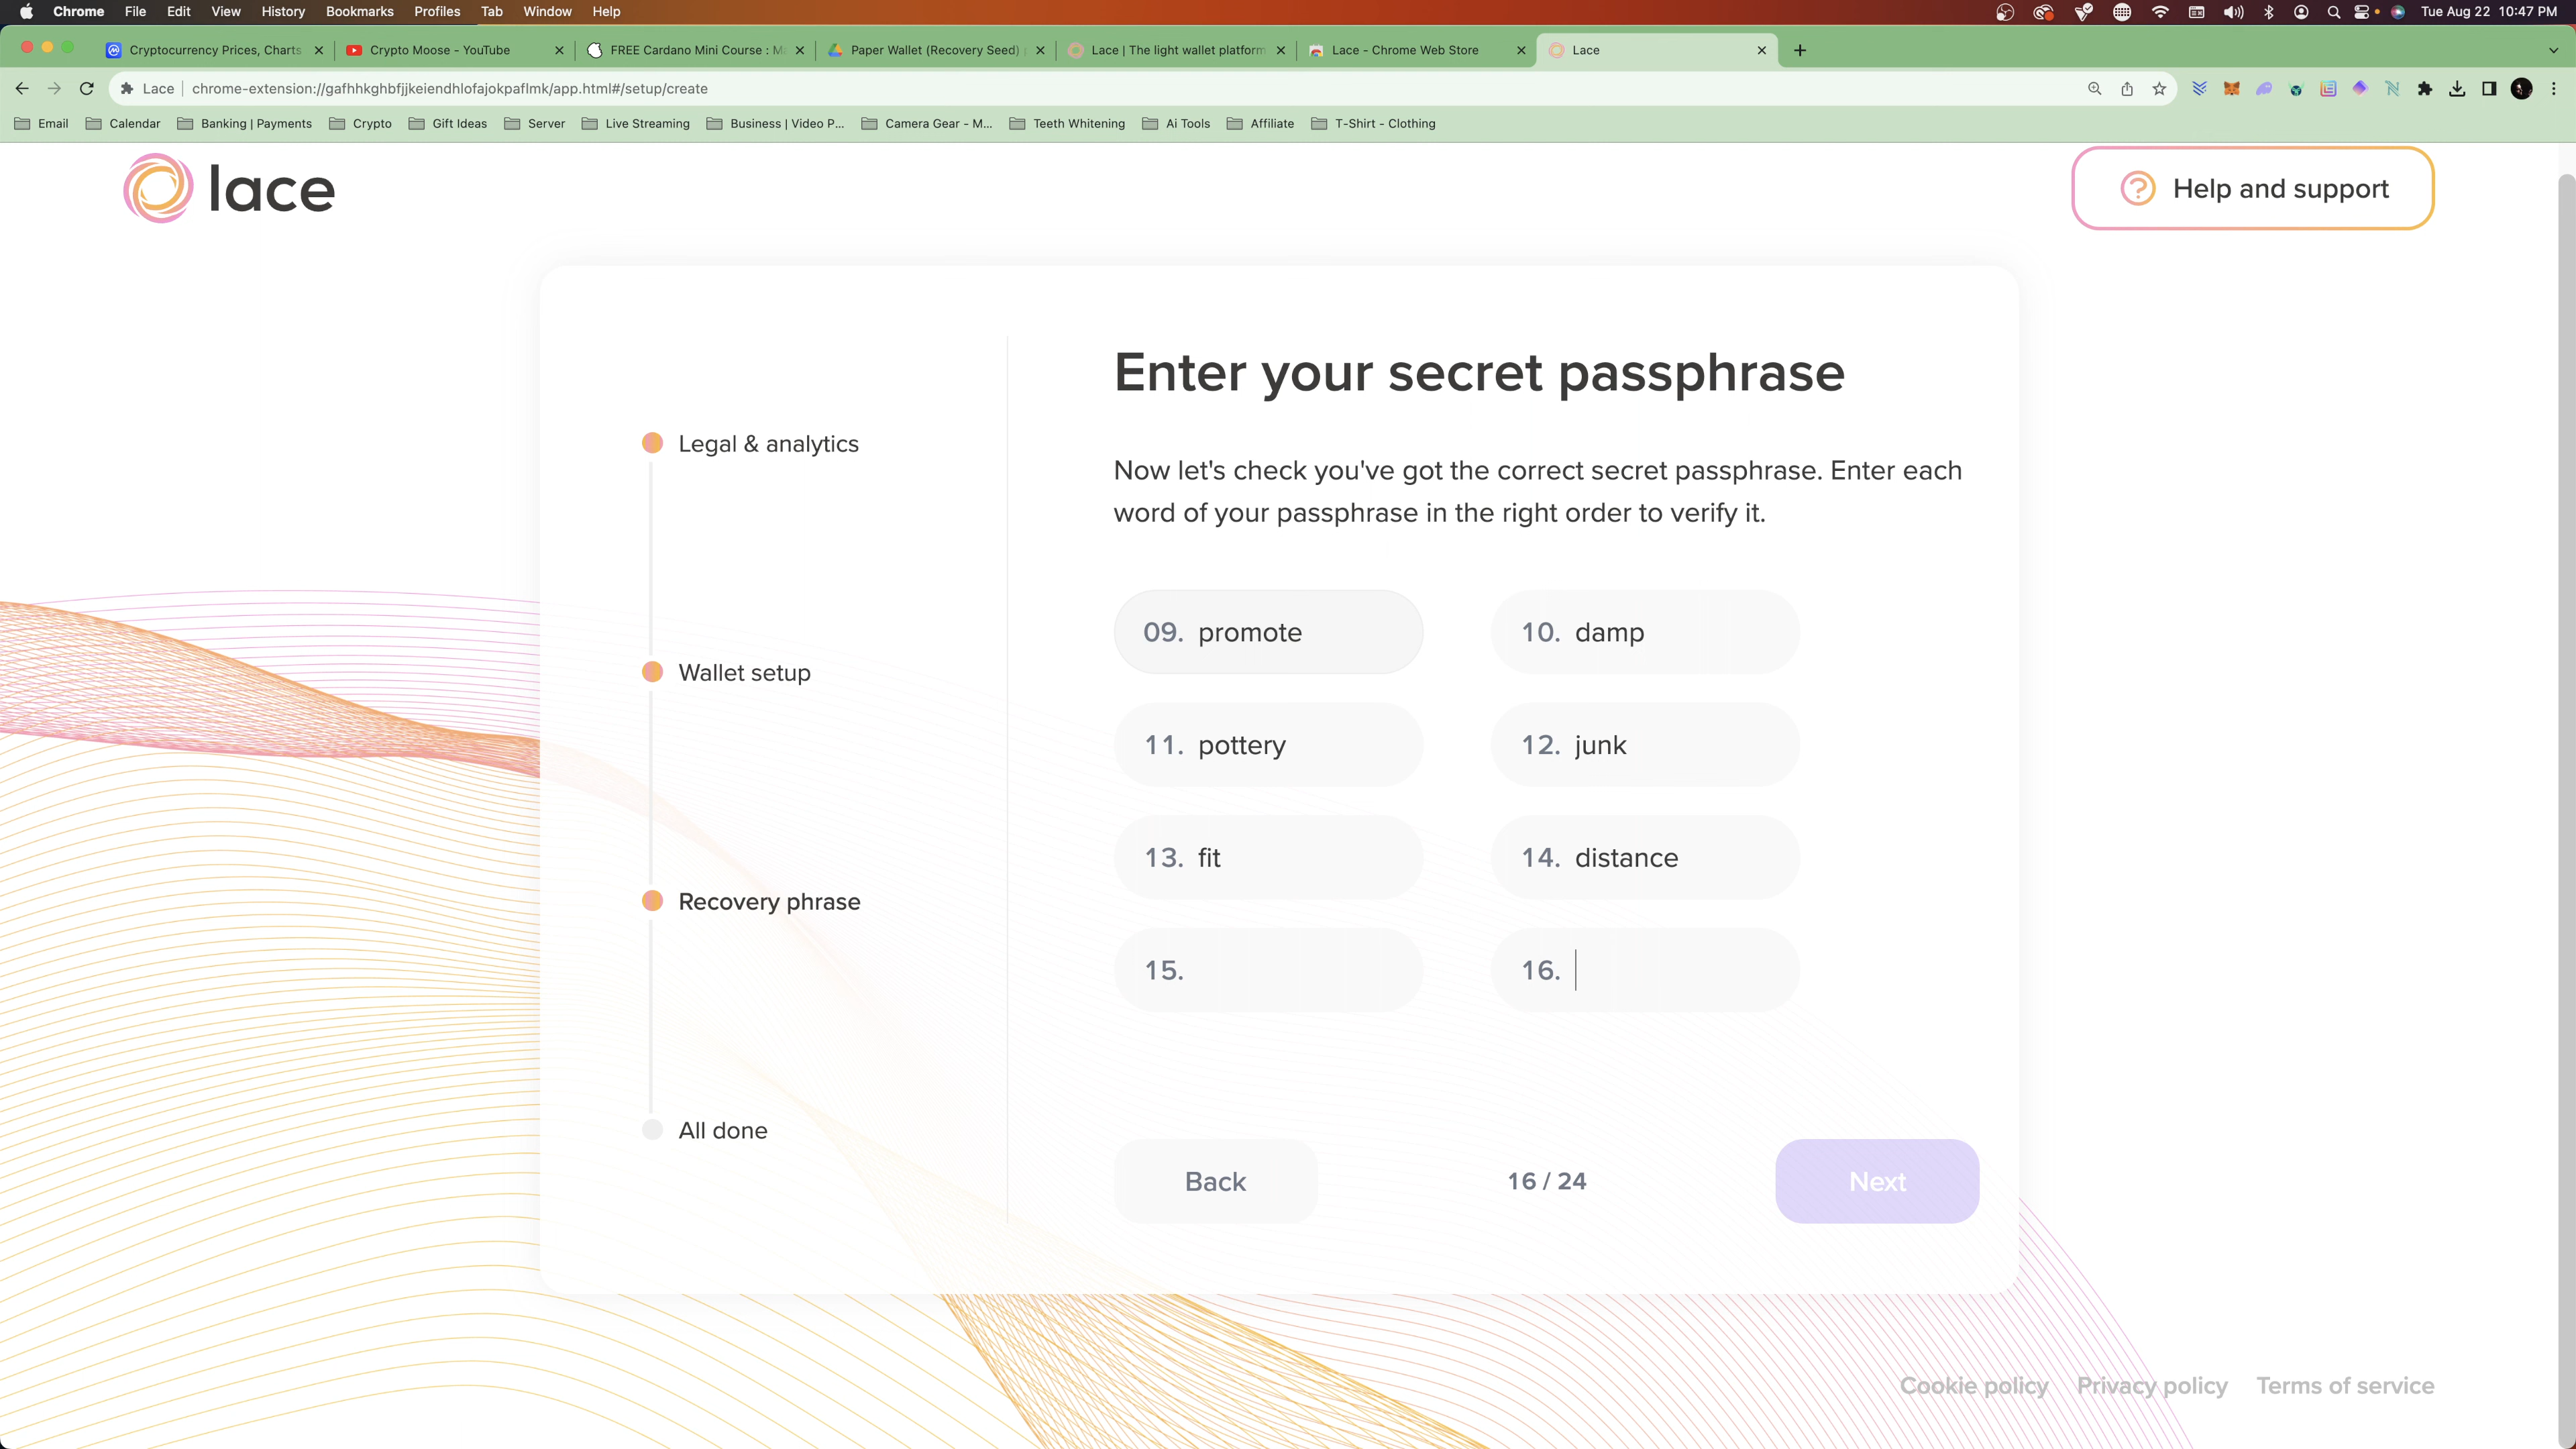 Chrome File Edit View History Bookmarks Profiles Tab Window Help Tue Aug 22 10:47 PM
Cryptocurrency Prices, Charts Crypto Moose - YouTube FREE Cardano Mini Course : Ma Paper Wallet (Recovery Seed) Lace | The light wallet platform Lace - Chrome Web Store Lace
Lace chrome-extension://gafhhkghbfjjkeiendhlofajokpaflmk/app.html#/setup/create
Email Calendar Banking | Payments Crypto Gift Ideas Server Live Streaming Business | Video P... Camera Gear - M... Teeth Whitening Ai Tools Affiliate T-Shirt - Clothing
lace
Help and support
Enter your secret passphrase
Legal & analytics
Now let's check you've got the correct secret passphrase. Enter each
word of your passphrase in the right order to verify it.
09. promote 10. damp
Wallet setup
11. pottery 12. junk
13. fit 14. distance
Recovery phrase
15. 16.
All done
Back 16 / 24 Next
Cookie policy Privacy policy Terms of service